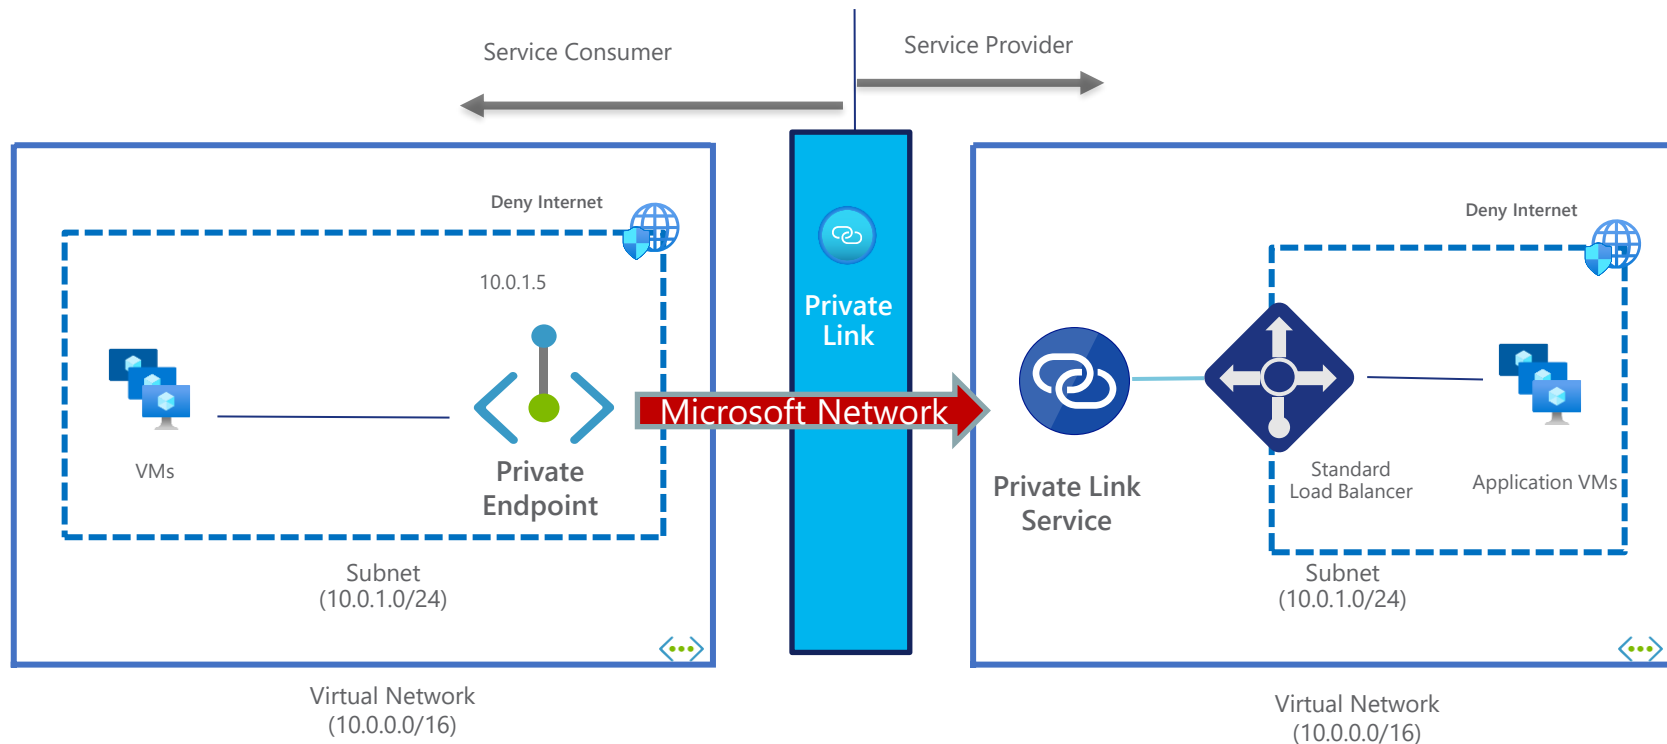 Service Consumer
Service Provider
Deny Internet
10.0.1.5
VMs
Private
Endpoint
Subnet
(10.0.1.0/24)
Virtual Network
(10.0.0.0/16)
Private
Link
Microsoft Network
Deny Internet
Private Link
Service
Standard
Load Balancer
Application VMs
Subnet
(10.0.1.0/24)
Virtual Network
(10.0.0.0/16)